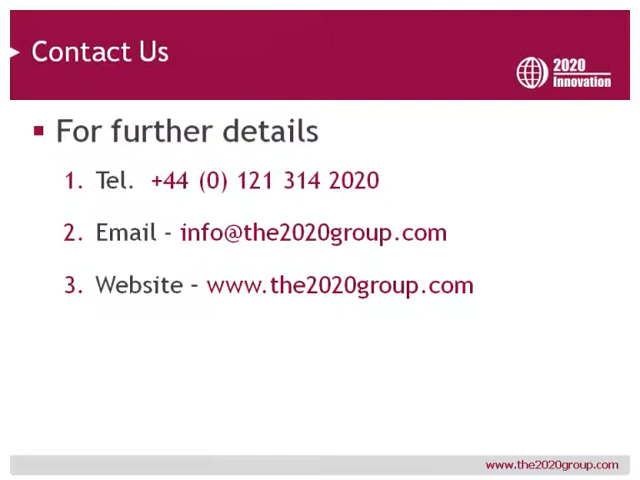 Contact Us
2020
Innovation
For further details
1. Tel. +44 (0) 121 314 2020
2. Email - info@the2020group.com
3. Website – www.the2020group.com
www.the2020group.com